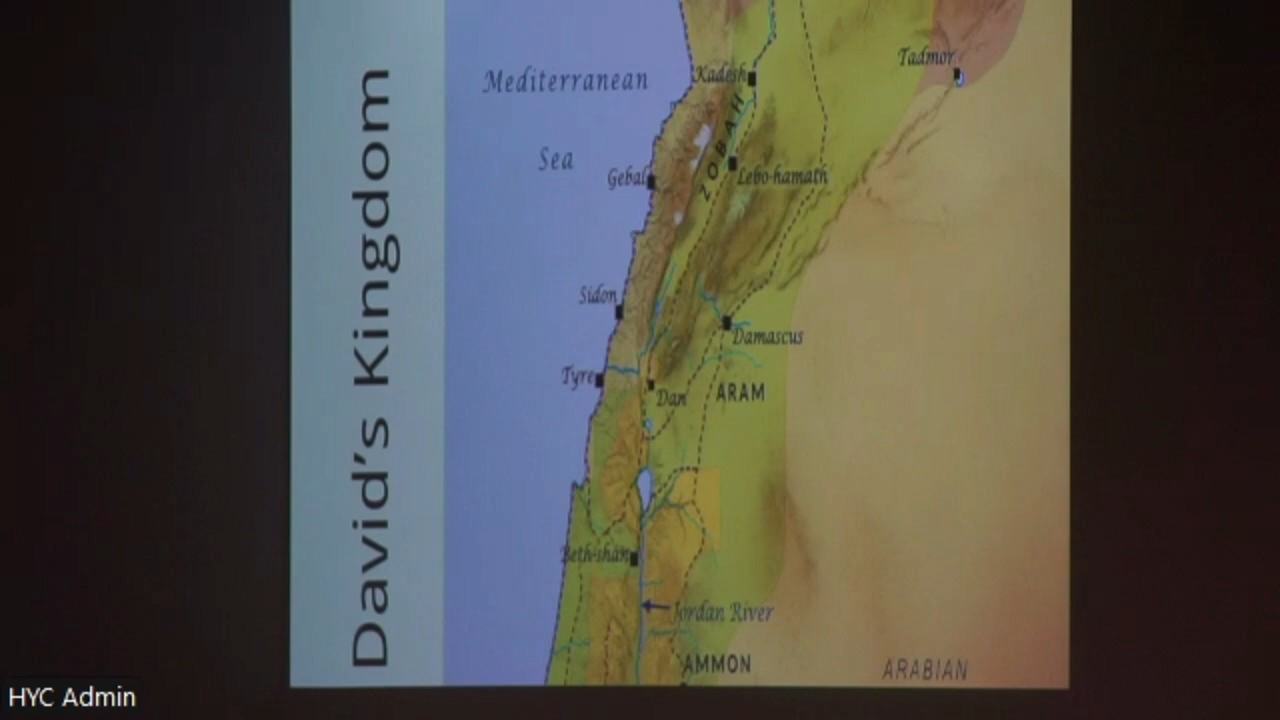 David's Kingdom
Mediterranean
Sea
Kadesh
Tadmor
ZOBAH
Gebal
Lebo-hamath
Sidon
Damascus
Tyre
Dan
ARAM
Beth-shan
Jordan River
AMMON
ARABIAN
HYC Admin